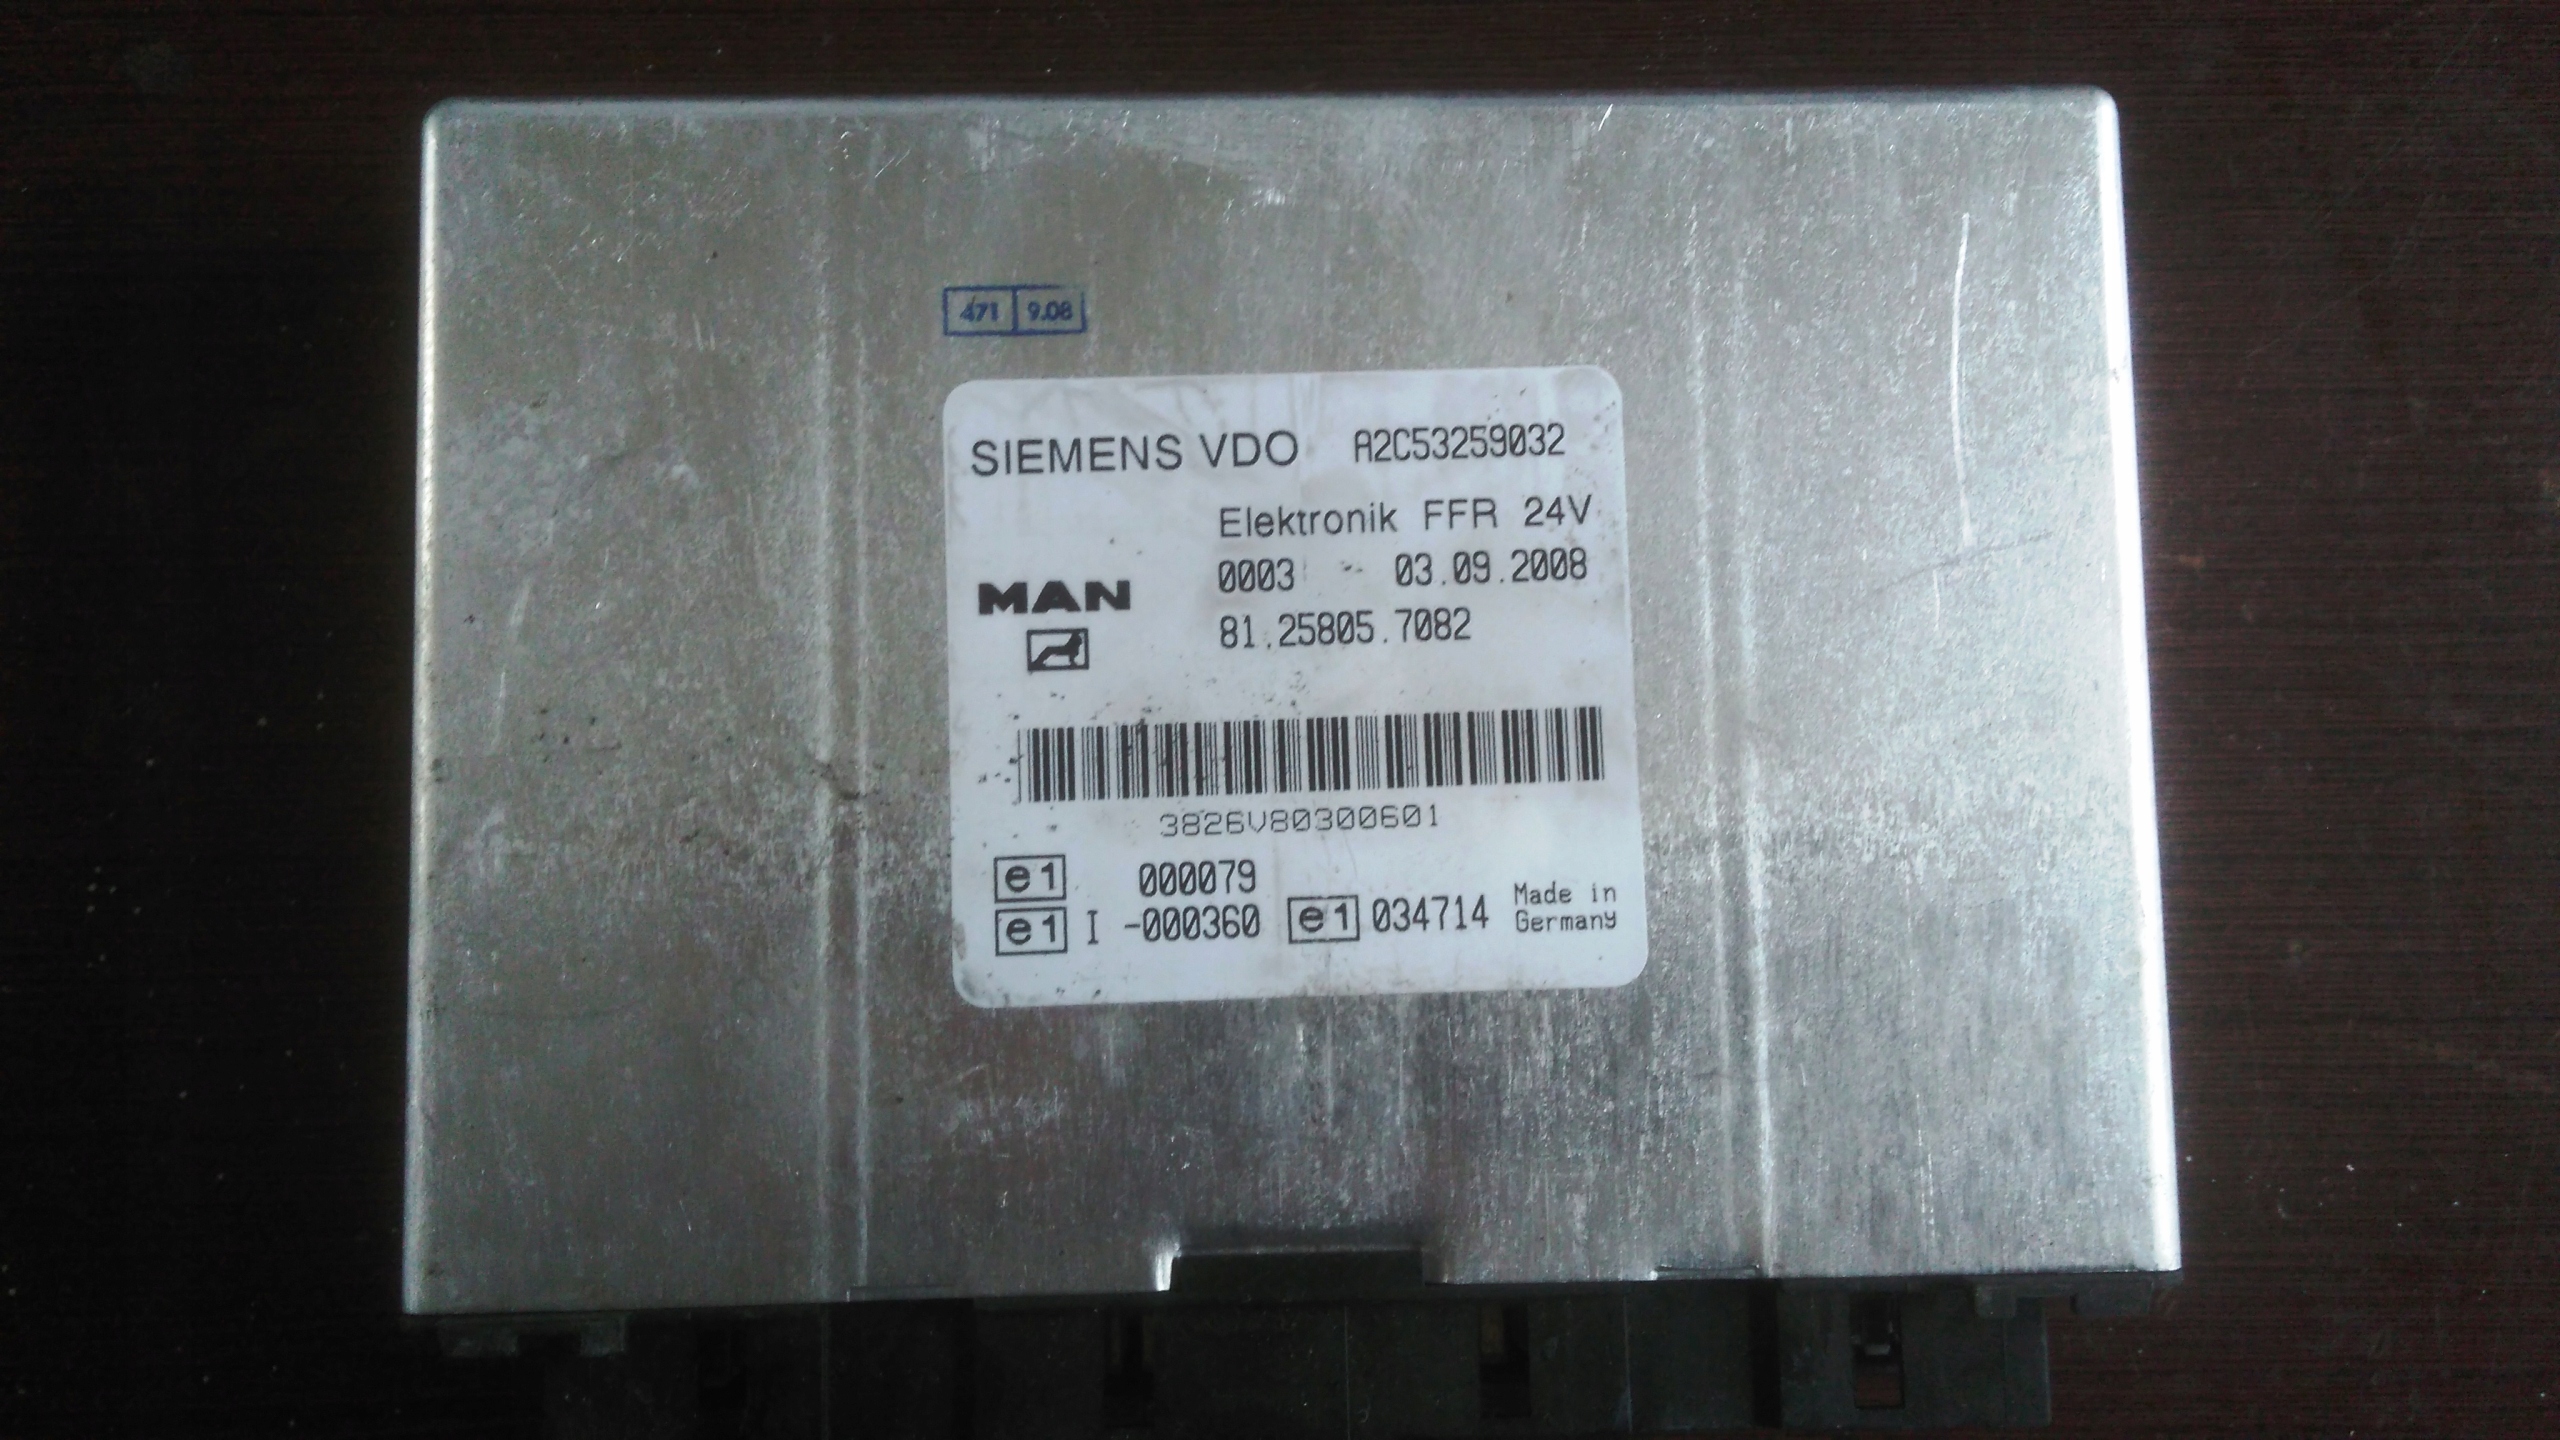 471 9.08
SIEMENS VDO A2C53259032
Elektronik FFR 24V
0003 03.09.2008
MAN
81.25805.7082
3826V80300601
e1 000079
e1 I -000360 e1 034714
Made in
Germany